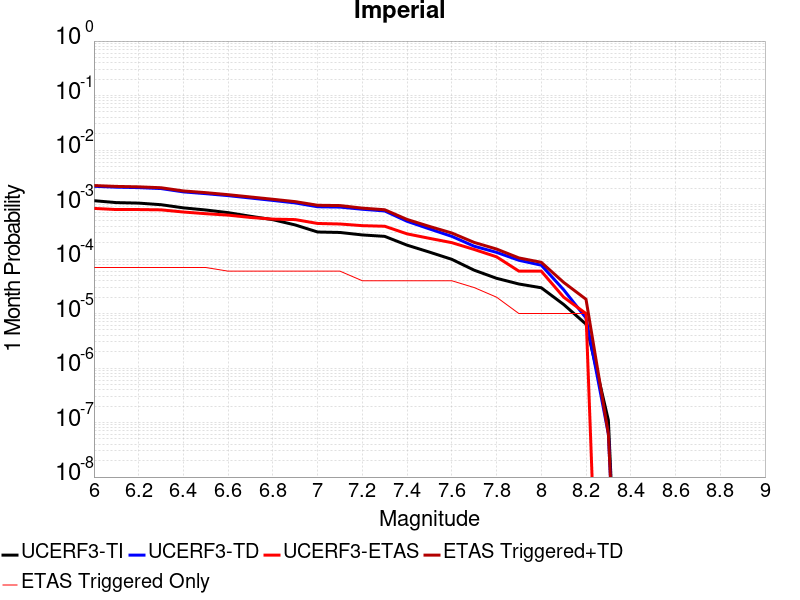 Imperial
10^0
10^-1
10^-2
10^-3
10^-4
10^-5
10^-6
10^-7
10^-8
1 Month Probability
6 6.2 6.4 6.6 6.8 7 7.2 7.4 7.6 7.8 8 8.2 8.4 8.6 8.8 9
Magnitude
UCERF3-TI UCERF3-TD UCERF3-ETAS ETAS Triggered+TD
ETAS Triggered Only